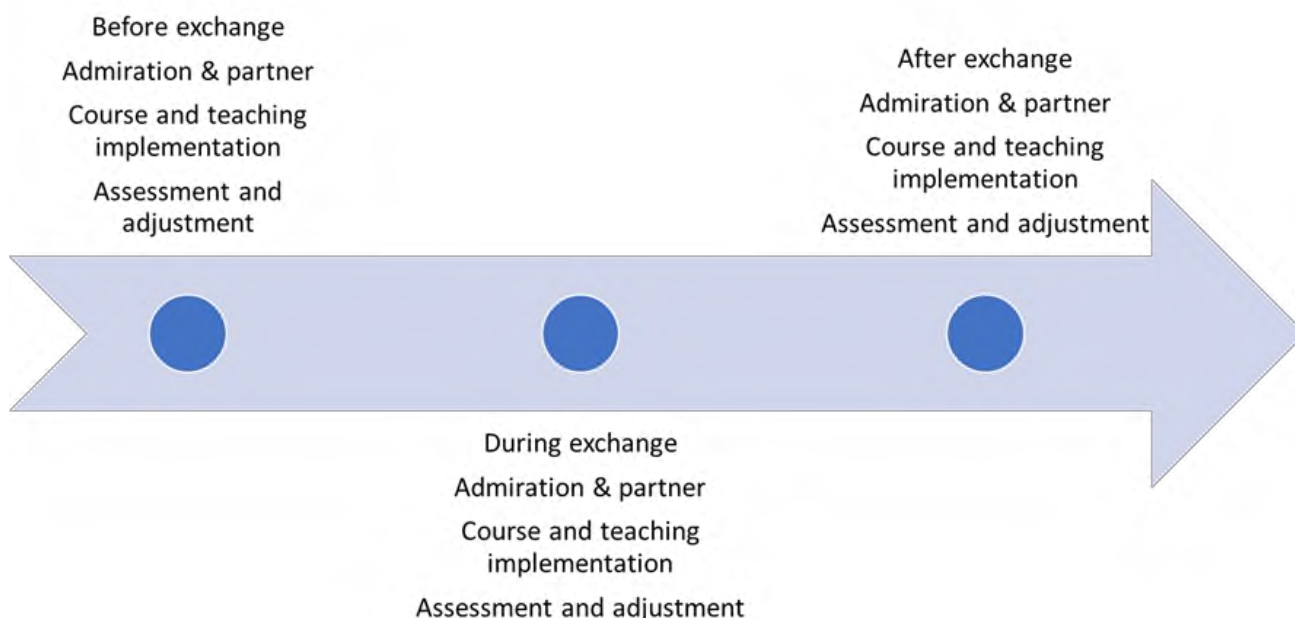 Before exchange
Admiration & partner
Course and teaching
implementation
Assessment and
adjustment
During exchange
Admiration & partner
Course and teaching
implementation
Assessment and adjustment
After exchange
Admiration & partner
Course and teaching
implementation
Assessment and adjustment